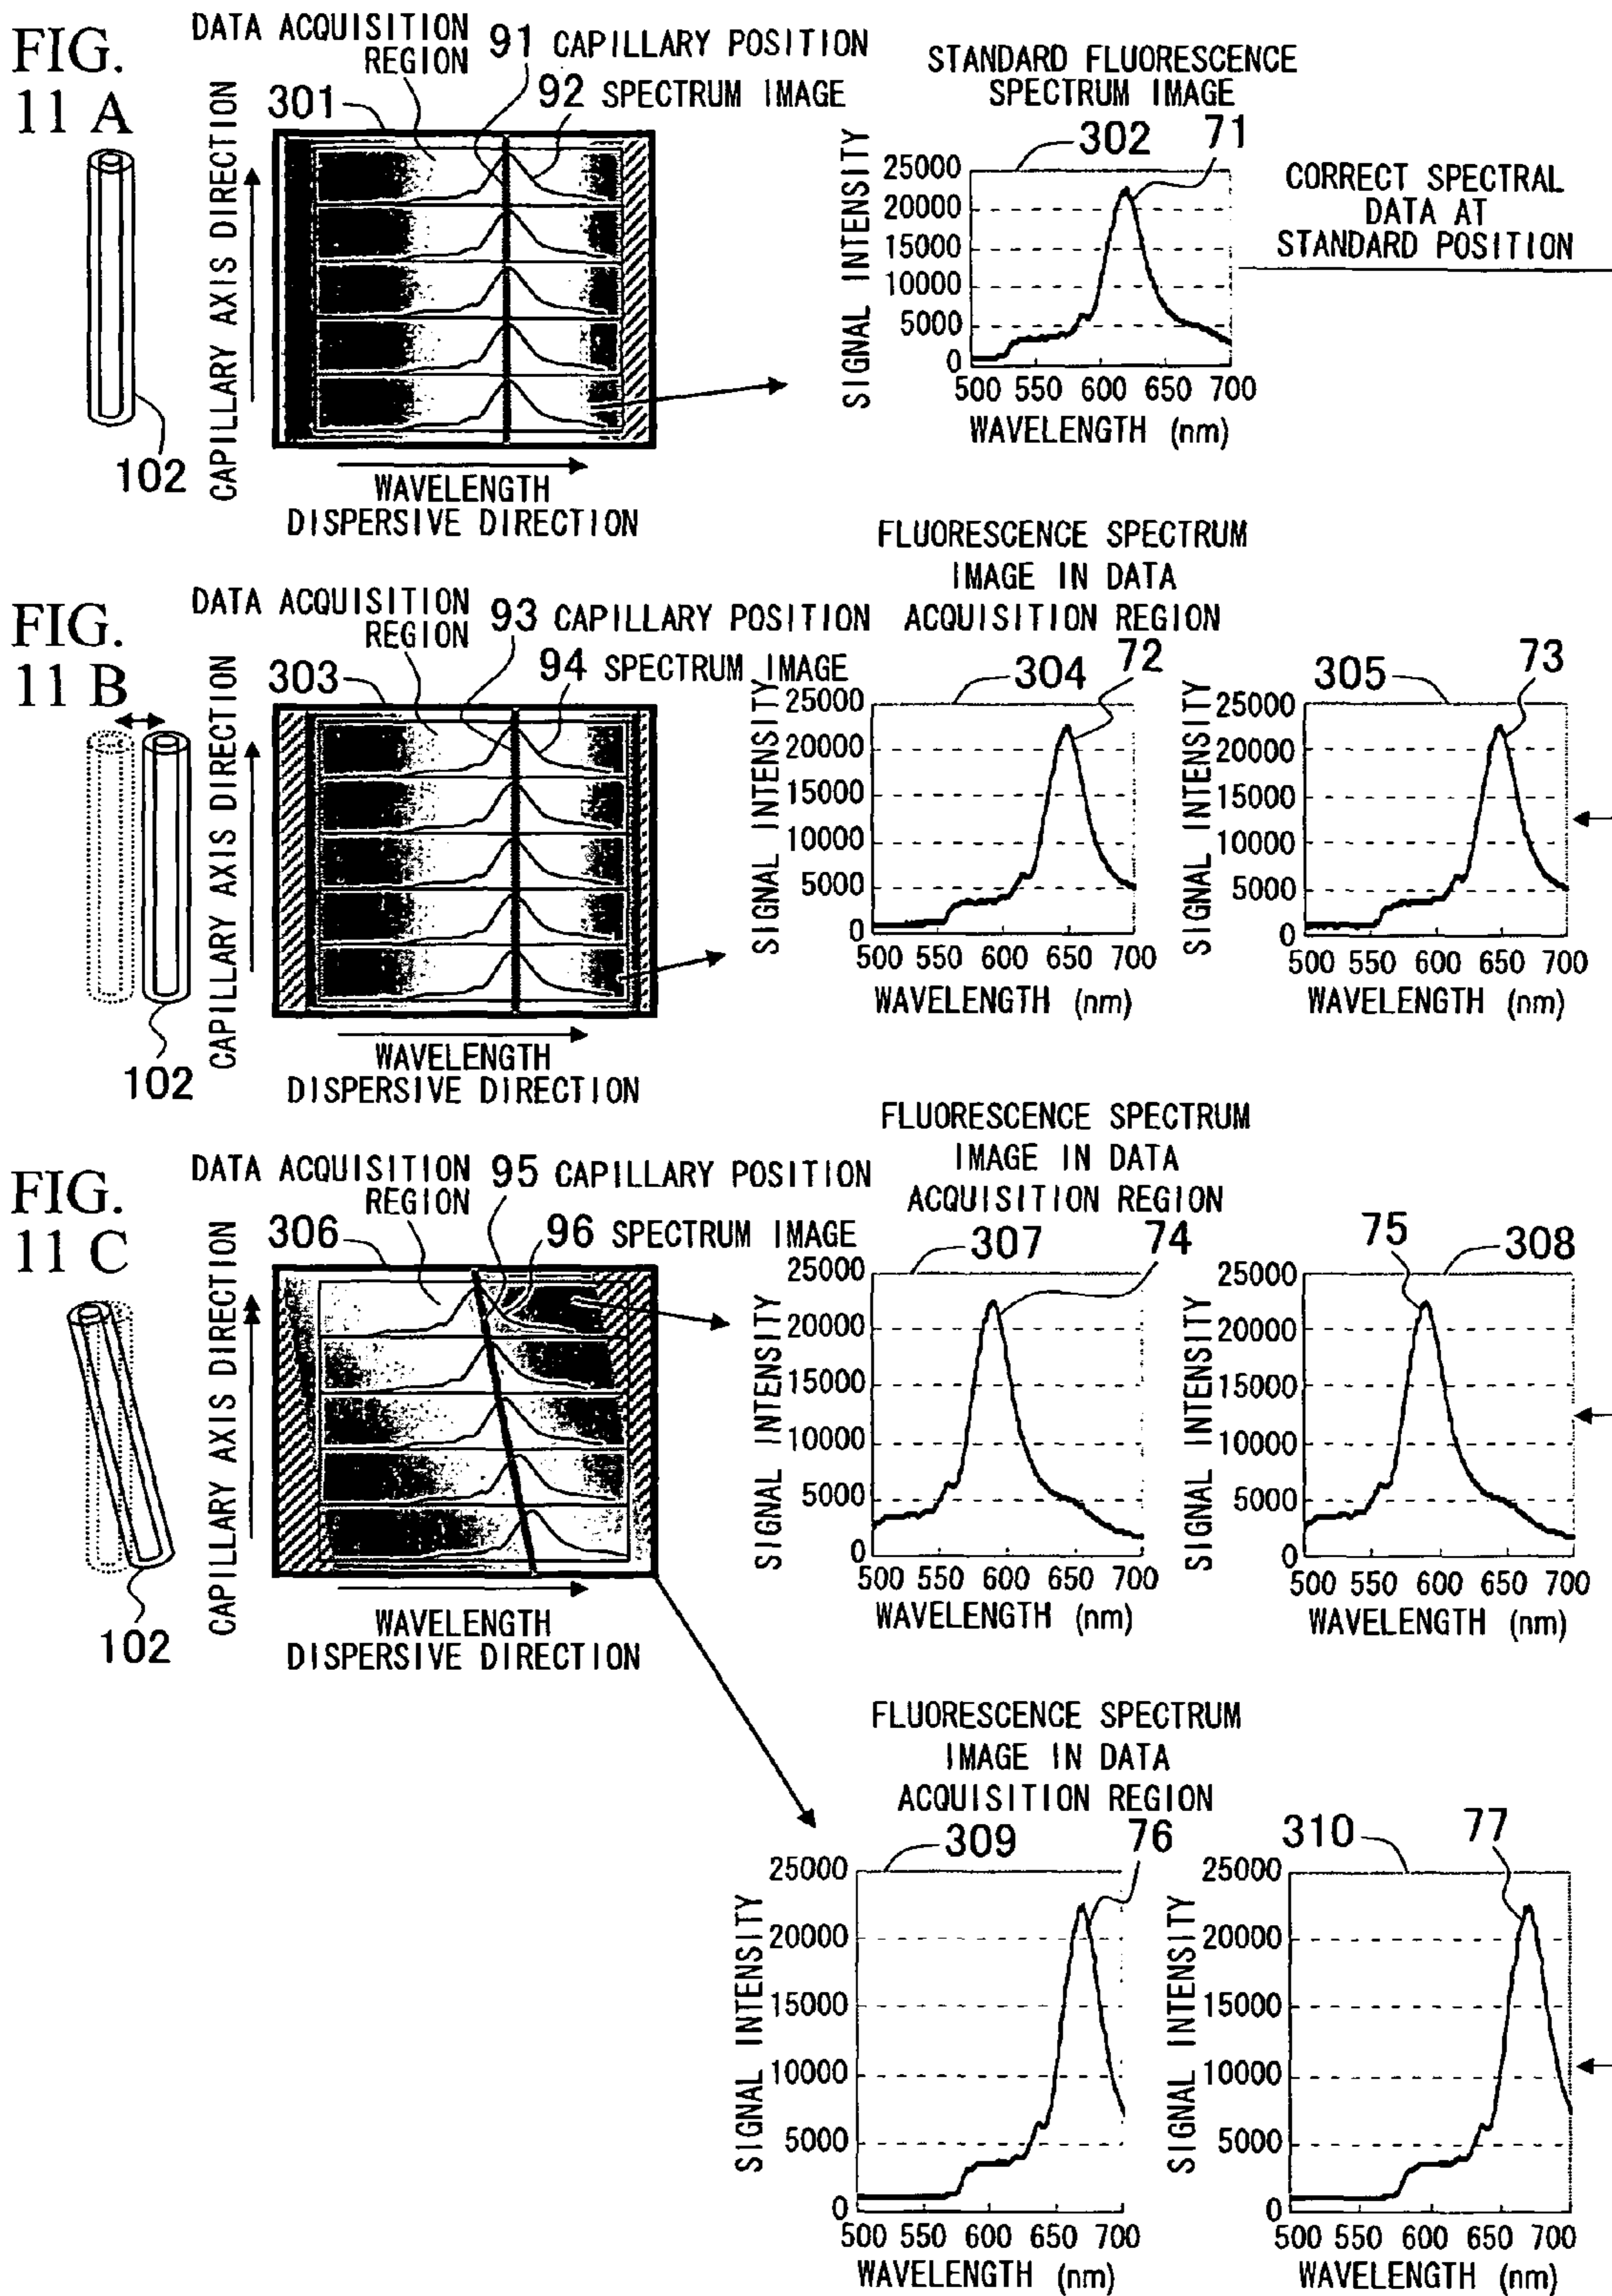 FIG.
11 A
DATA ACQUISITION
REGION
91 CAPILLARY POSITION
92 SPECTRUM IMAGE
301
CAPILLARY AXIS DIRECTION
102
WAVELENGTH
DISPERSIVE DIRECTION
STANDARD FLUORESCENCE
SPECTRUM IMAGE
302
71
SIGNAL INTENSITY
25000
20000
15000
10000
5000
0
500 550 600 650 700
WAVELENGTH (nm)
CORRECT SPECTRAL
DATA AT
STANDARD POSITION
FIG.
11 B
DATA ACQUISITION
REGION
93 CAPILLARY POSITION
94 SPECTRUM IMAGE
303
CAPILLARY AXIS DIRECTION
102
WAVELENGTH
DISPERSIVE DIRECTION
FLUORESCENCE SPECTRUM
IMAGE IN DATA
ACQUISITION REGION
304
72
SIGNAL INTENSITY
25000
20000
15000
10000
5000
0
500 550 600 650 700
WAVELENGTH (nm)
305
73
SIGNAL INTENSITY
25000
20000
15000
10000
5000
0
500 550 600 650 700
WAVELENGTH (nm)
FIG.
11 C
DATA ACQUISITION
REGION
95 CAPILLARY POSITION
96 SPECTRUM IMAGE
306
CAPILLARY AXIS DIRECTION
102
WAVELENGTH
DISPERSIVE DIRECTION
FLUORESCENCE SPECTRUM
IMAGE IN DATA
ACQUISITION REGION
307
74
SIGNAL INTENSITY
25000
20000
15000
10000
5000
0
500 550 600 650 700
WAVELENGTH (nm)
75
308
SIGNAL INTENSITY
25000
20000
15000
10000
5000
0
500 550 600 650 700
WAVELENGTH (nm)
FLUORESCENCE SPECTRUM
IMAGE IN DATA
ACQUISITION REGION
309
76
SIGNAL INTENSITY
25000
20000
15000
10000
5000
0
500 550 600 650 700
WAVELENGTH (nm)
310
77
SIGNAL INTENSITY
25000
20000
15000
10000
5000
0
500 550 600 650 700
WAVELENGTH (nm)